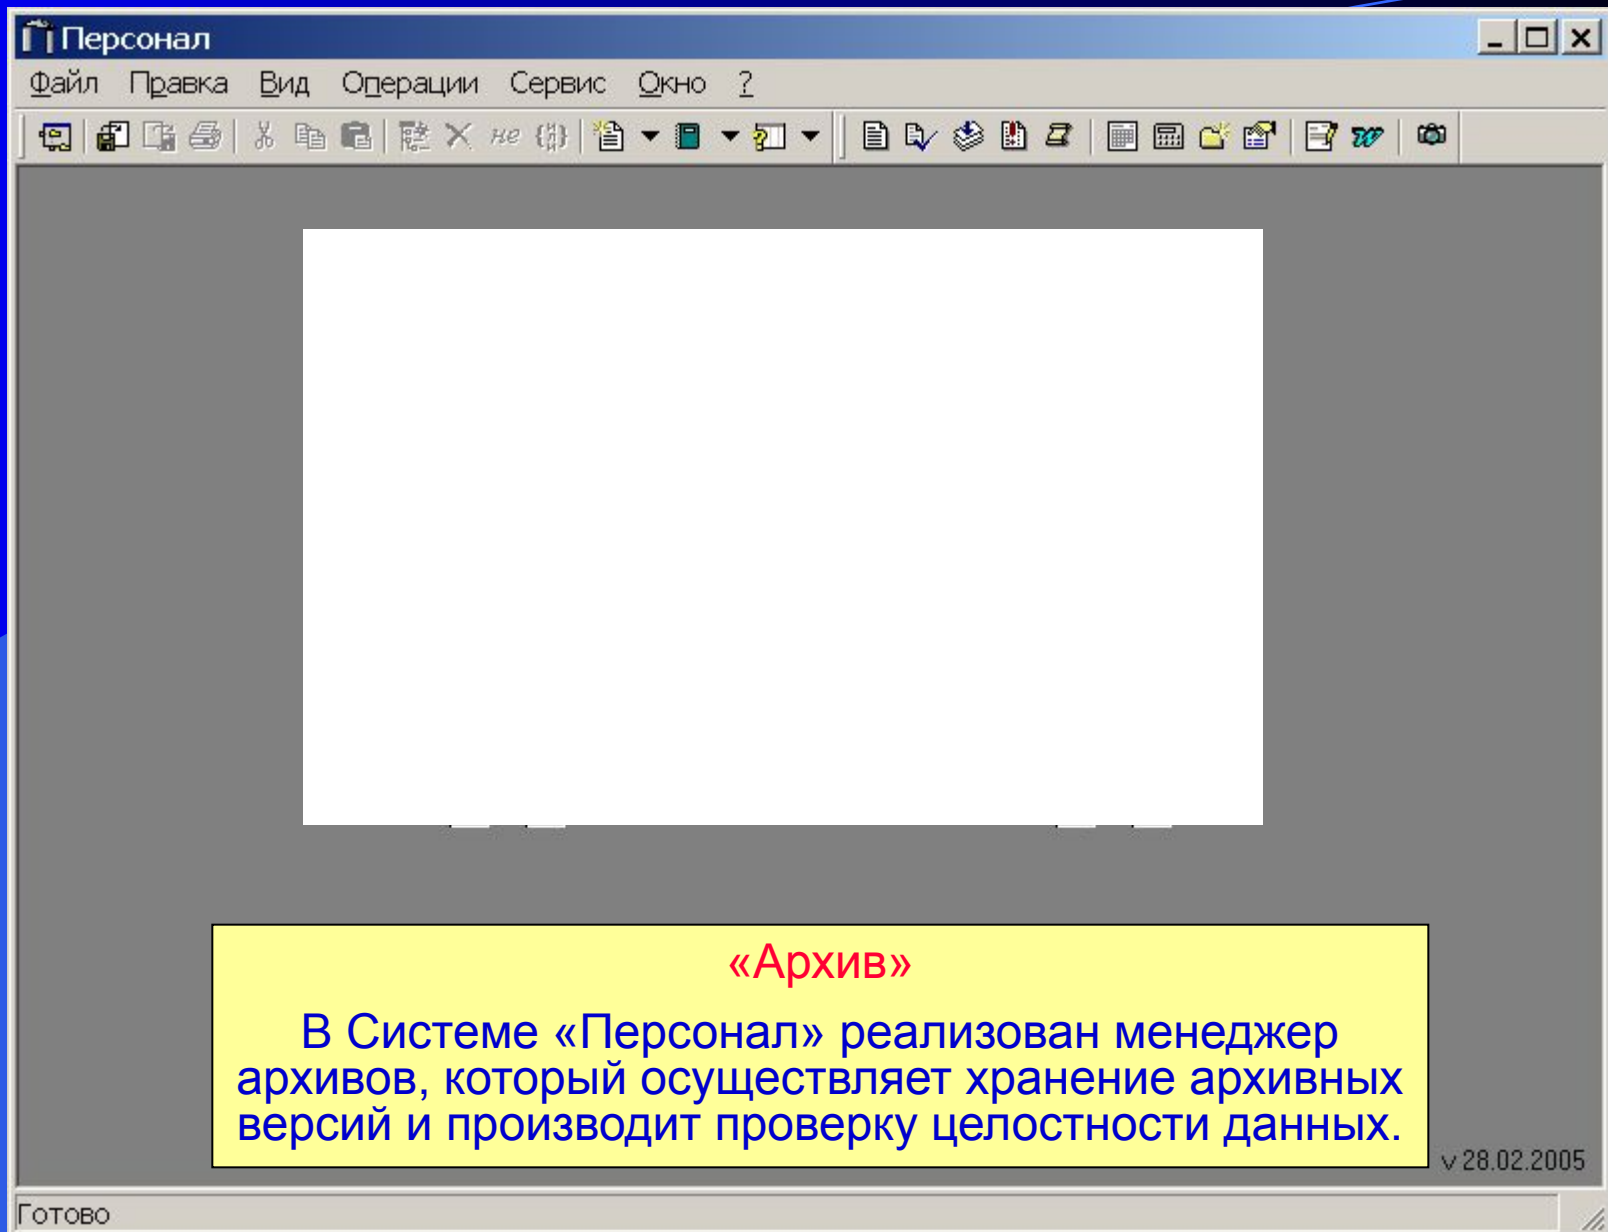 Персонал
Файл Правка Вид Операции Сервис Окно ?
«Архив»
В Системе «Персонал» реализован менеджер
архивов, который осуществляет хранение архивных
версий и производит проверку целостности данных.
v 28.02.2005
Готово